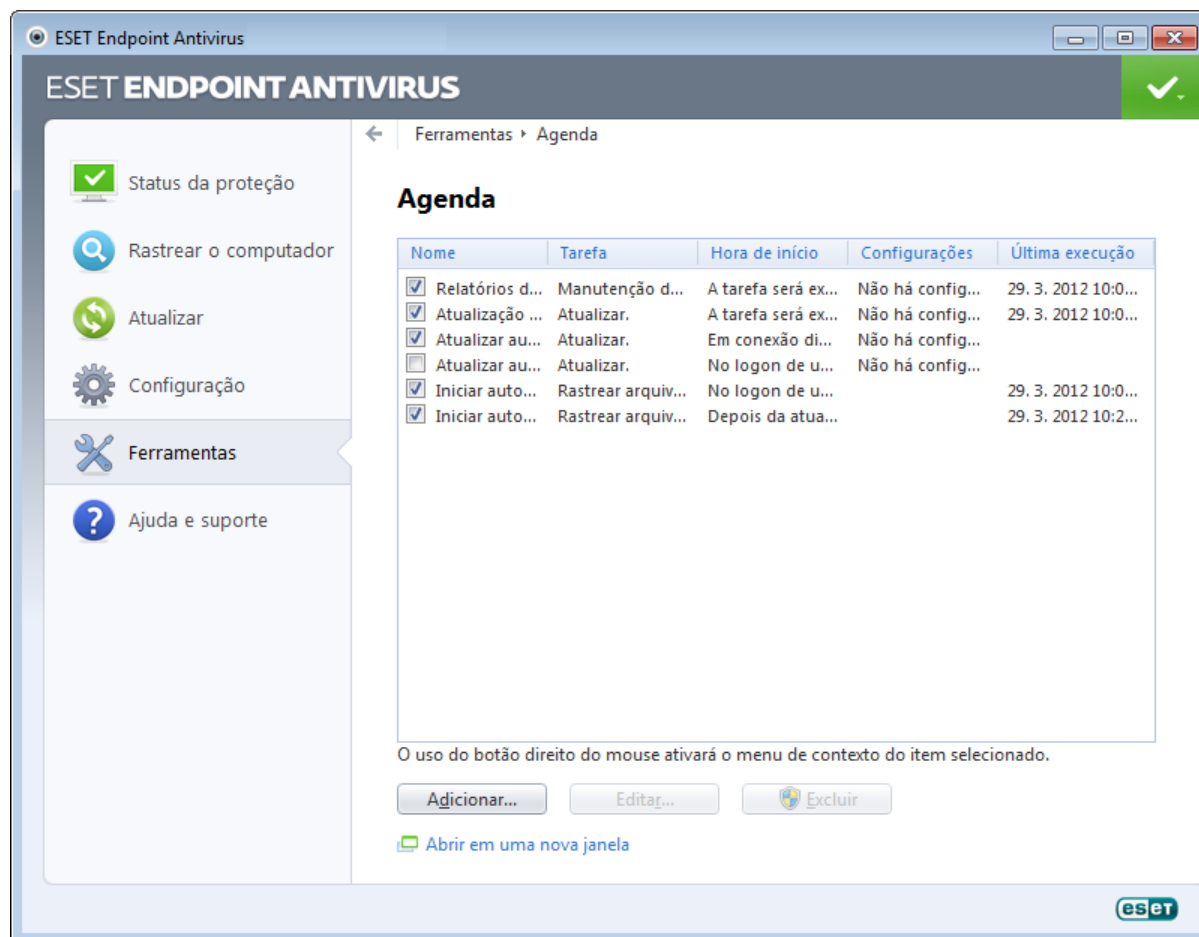 ESET Endpoint Antivirus
ESET ENDPOINT ANTIVIRUS
Ferramentas ▸ Agenda
Status da proteção
Rastrear o computador
Atualizar
Configuração
Ferramentas
Ajuda e suporte
Agenda
Nome Tarefa Hora de início Configurações Última execução
Relatórios d... Manutenção d... A tarefa será ex... Não há config... 29. 3. 2012 10:0...
Atualização ... Atualizar. A tarefa será ex... Não há config... 29. 3. 2012 10:0...
Atualizar au... Atualizar. Em conexão di... Não há config...
Atualizar au... Atualizar. No logon de u... Não há config...
Iniciar auto... Rastrear arquiv... No logon de u... 29. 3. 2012 10:0...
Iniciar auto... Rastrear arquiv... Depois da atua... 29. 3. 2012 10:2...
O uso do botão direito do mouse ativará o menu de contexto do item selecionado.
Adicionar... Editar... Excluir
Abrir em uma nova janela
eset